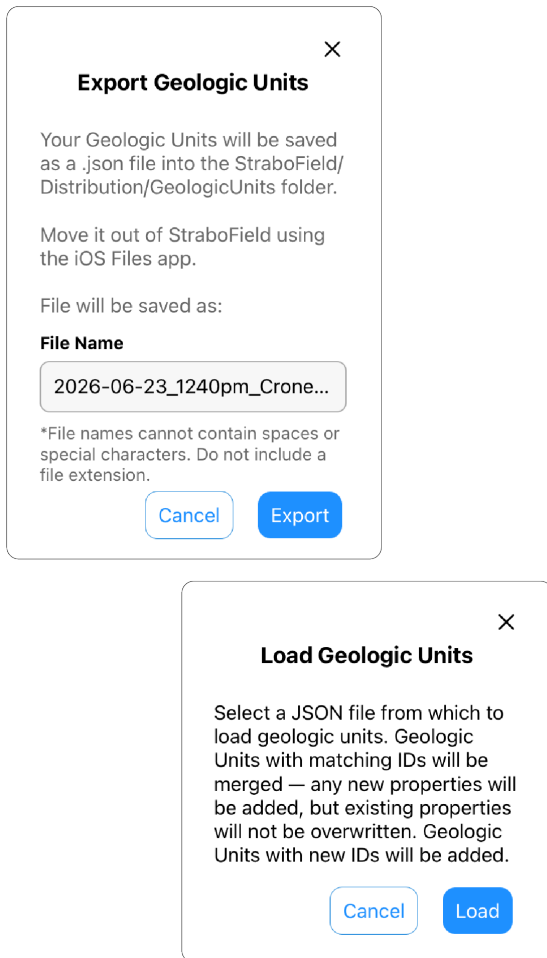 Export Geologic Units
Your Geologic Units will be saved
as a .json file into the StraboField/
Distribution/GeologicUnits folder.
Move it out of StraboField using
the iOS Files app.
File will be saved as:
File Name
2026-06-23_1240pm_Crone...
*File names cannot contain spaces or
special characters. Do not include a
file extension.
Cancel
Export
Load Geologic Units
Select a JSON file from which to
load geologic units. Geologic
Units with matching IDs will be
merged — any new properties will
be added, but existing properties
will not be overwritten. Geologic
Units with new IDs will be added.
Cancel
Load